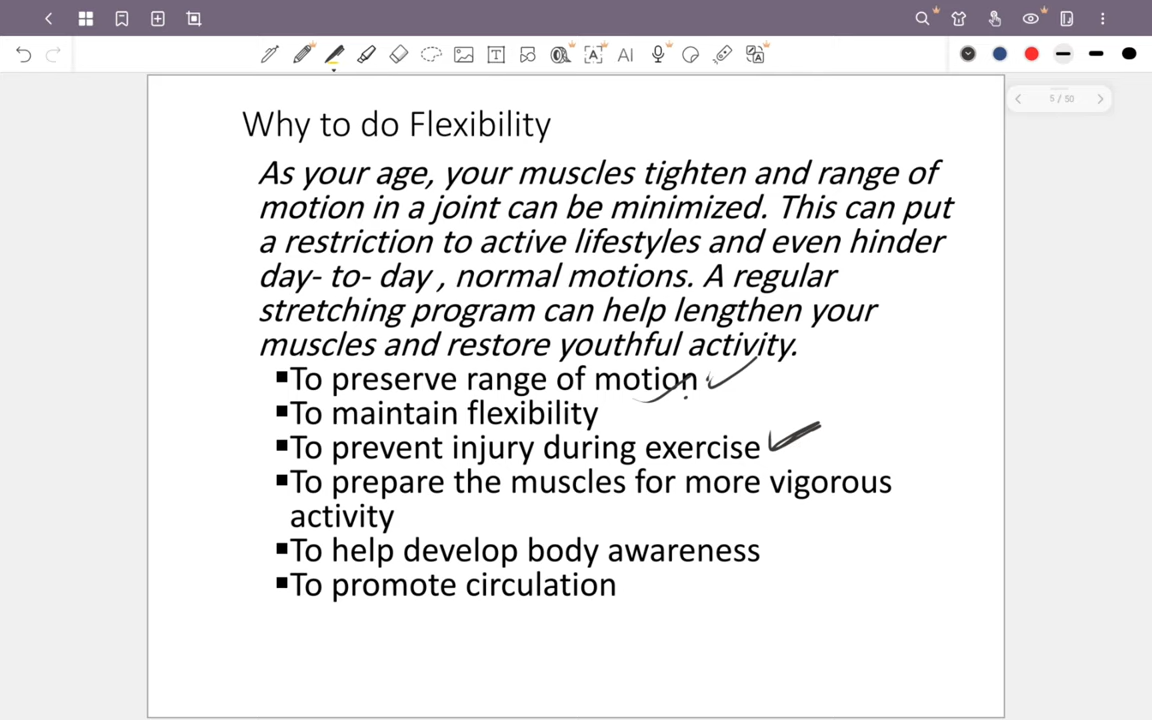 AI
5 / 50
Why to do Flexibility
As your age, your muscles tighten and range of
motion in a joint can be minimized. This can put
a restriction to active lifestyles and even hinder
day- to- day , normal motions. A regular
stretching program can help lengthen your
muscles and restore youthful activity.
▪To preserve range of motion
▪To maintain flexibility
▪To prevent injury during exercise
▪To prepare the muscles for more vigorous
activity
▪To help develop body awareness
▪To promote circulation